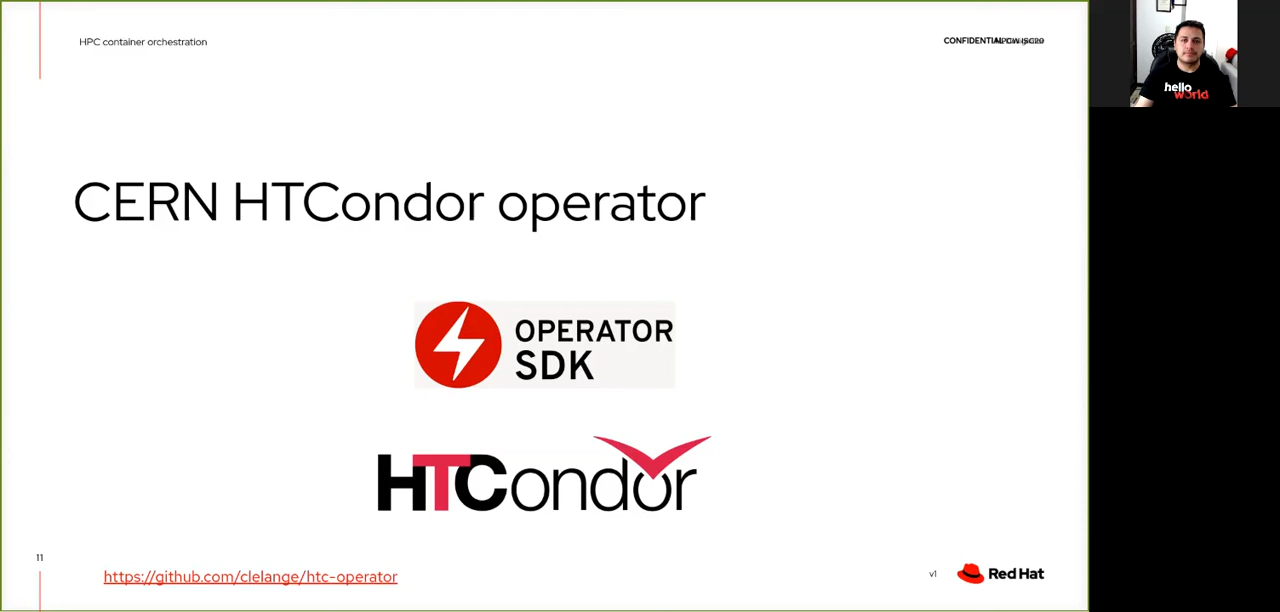 HPC container orchestration
CONFIDENTIAL
CERN HTCondor operator
OPERATOR
SDK
HTCondor
11
https://github.com/clelange/htc-operator
v1
Red Hat
hello
world